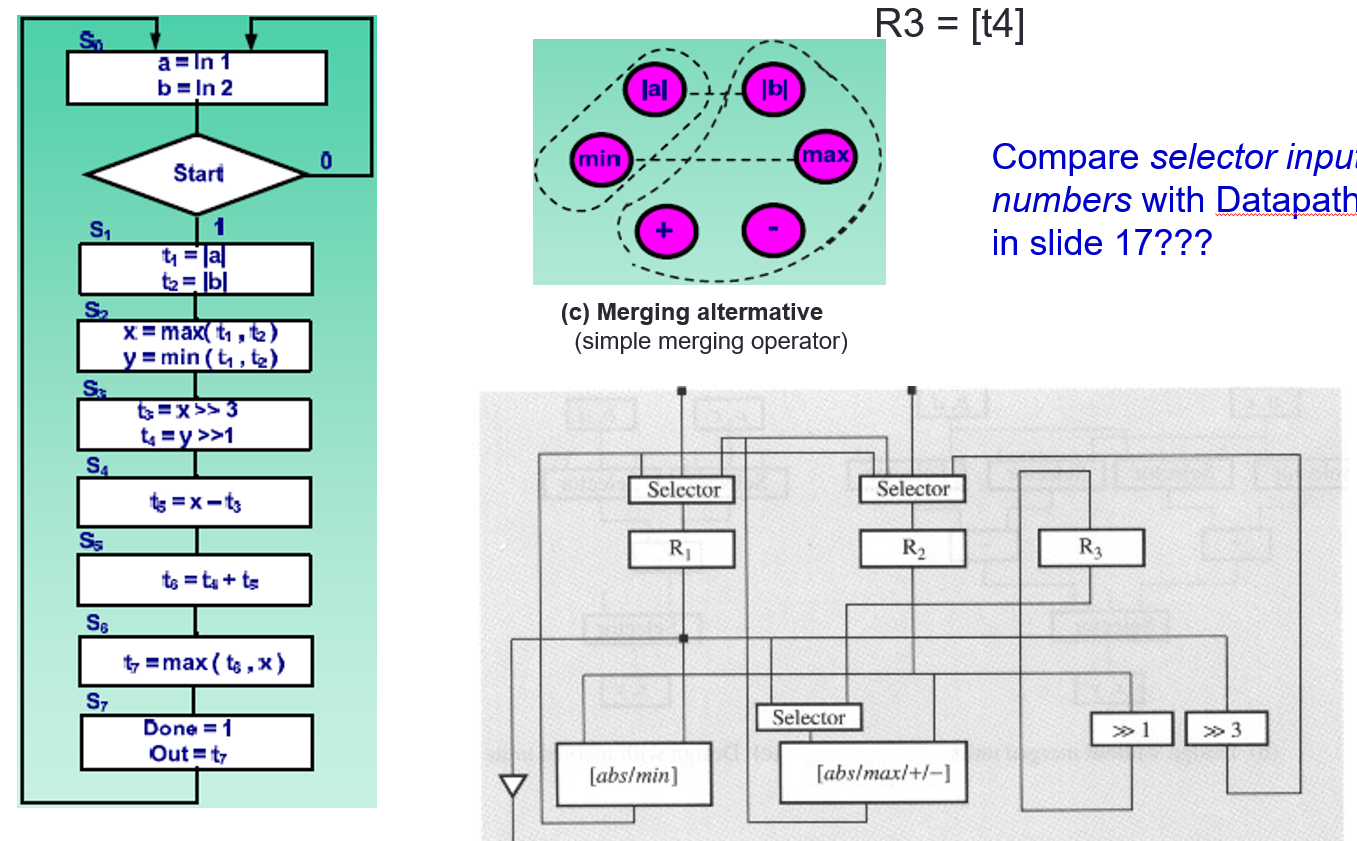 S0
a = In 1
b = In 2
Start
0
1
S1
t1 = |a|
t2 = |b|
S2
x = max( t1 , t2 )
y = min ( t1 , t2 )
S3
t3 = x >> 3
t4 = y >>1
S4
t5 = x – t3
S5
t6 = t4 + t5
S6
t7 = max ( t6 , x )
S7
Done = 1
Out = t7
R3 = [t4]
|a|
|b|
min
max
+
-
(c) Merging altermative
(simple merging operator)
Compare selector input
numbers with Datapath
in slide 17???
Selector
Selector
R1
R2
R3
Selector
>> 1
>> 3
[abs/min]
[abs/max/+/−]